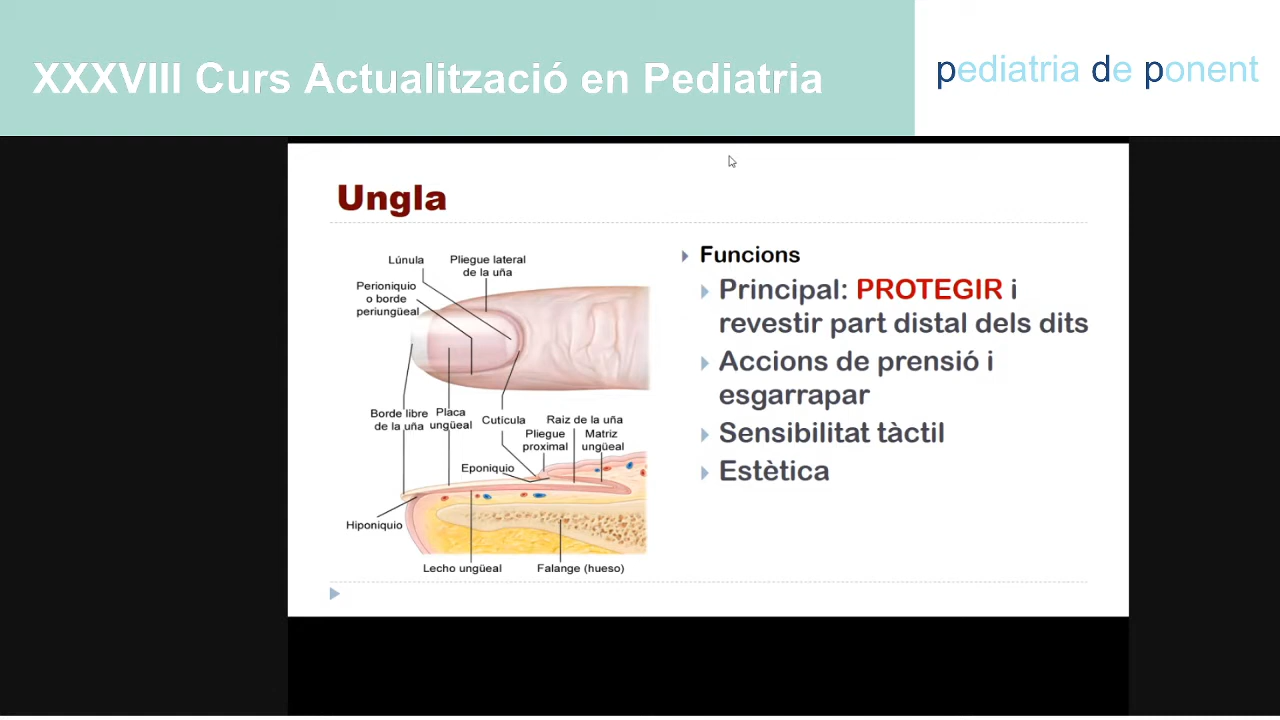 XXXVIII Curs Actualització en Pediatria
pediatria de ponent
Ungla
Lúnula
Pliegue lateral
de la uña
Perioniquio
o borde
periungüeal
Borde libre
de la uña
Placa
ungüeal
Cutícula
Raiz de la uña
Pliegue
proximal
Matriz
ungüeal
Eponiquio
Hiponiquio
Lecho ungüeal
Falange (hueso)
Funcions
Principal: PROTEGIR i
revestir part distal dels dits
Accions de prensió i
esgarrapar
Sensibilitat tàctil
Estètica